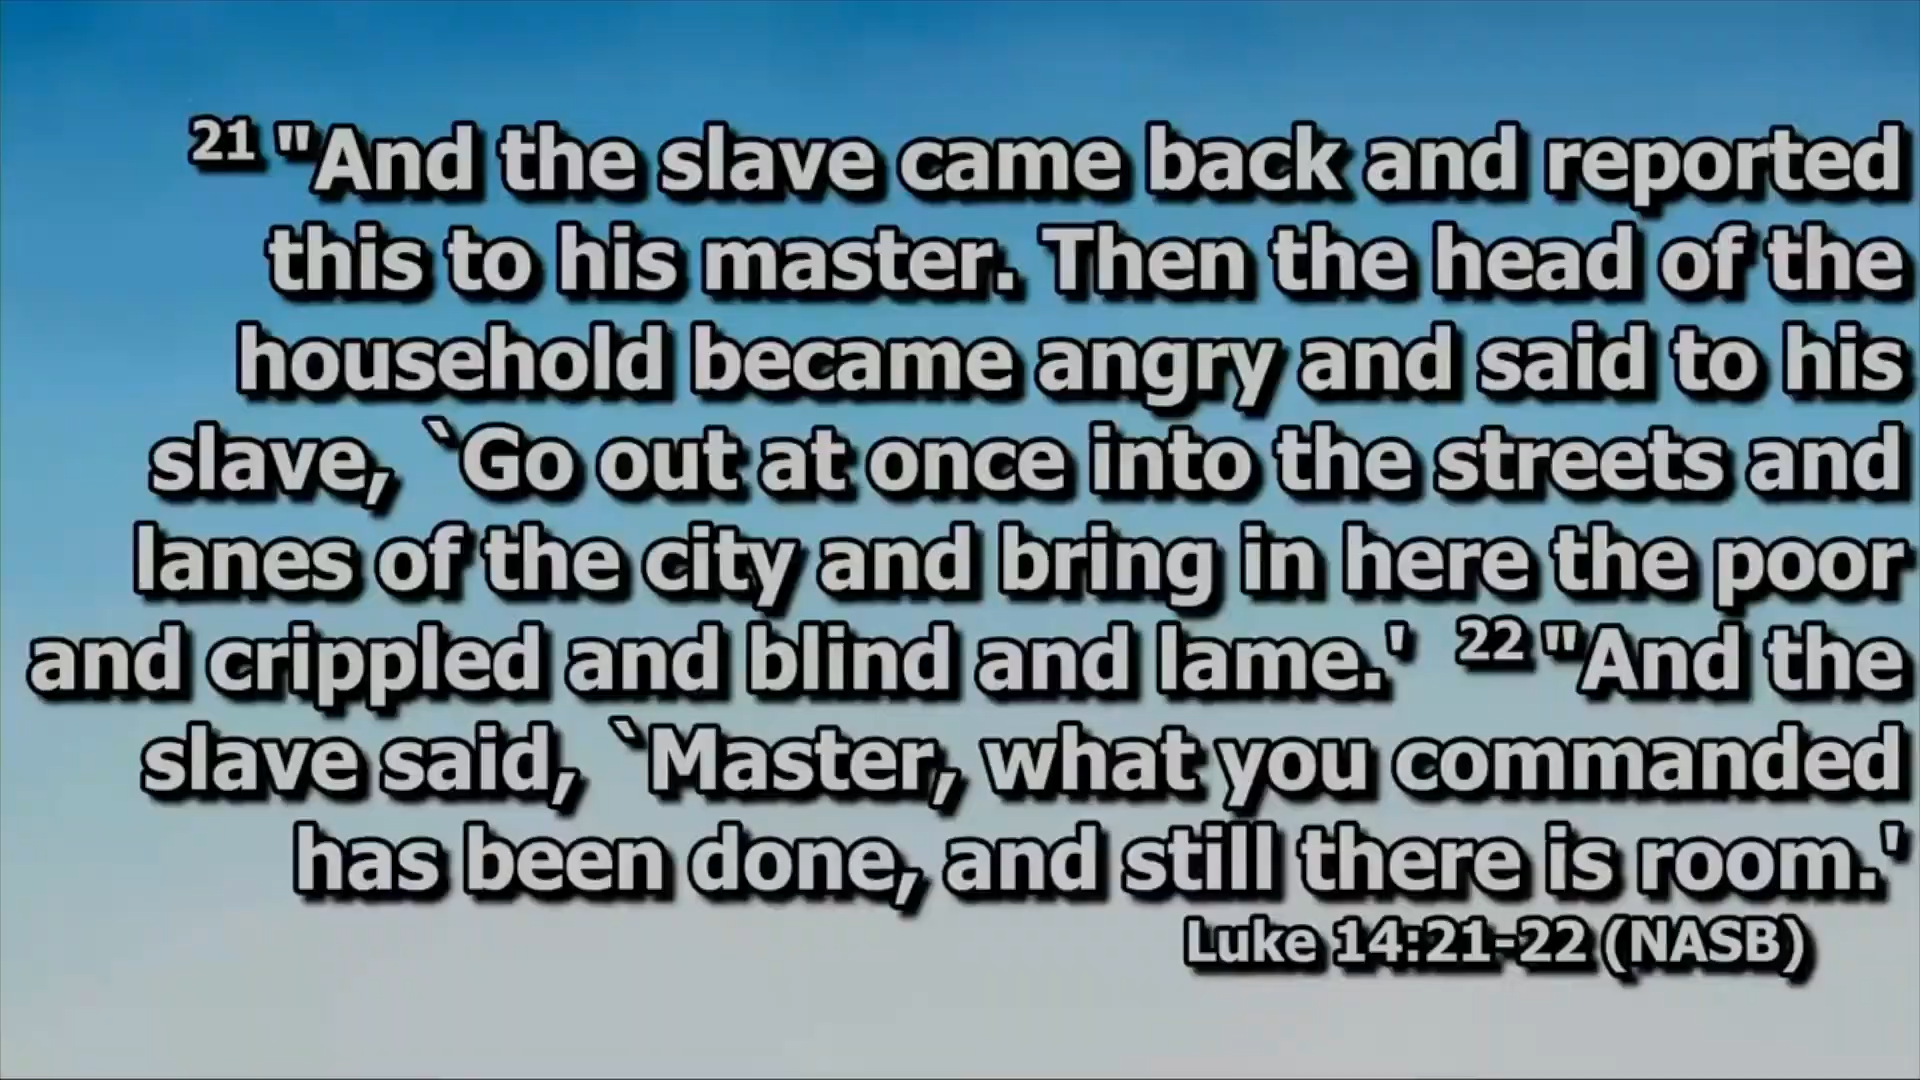 21 "And the slave came back and reported
this to his master. Then the head of the
household became angry and said to his
slave, `Go out at once into the streets and
lanes of the city and bring in here the poor
and crippled and blind and lame.' 22 "And the
slave said, `Master, what you commanded
has been done, and still there is room.'
Luke 14:21-22 (NASB)